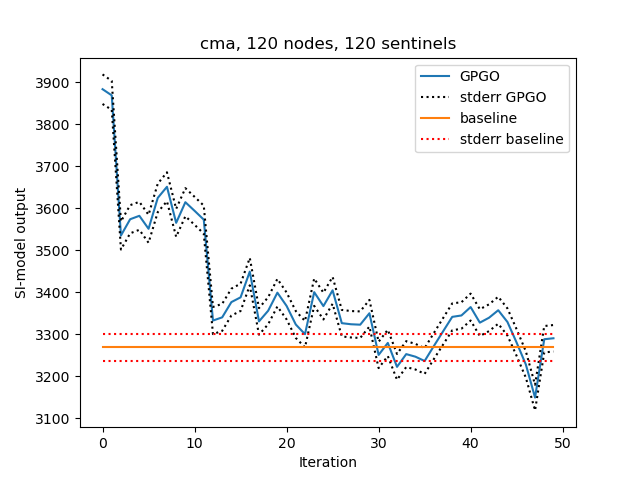 cma, 120 nodes, 120 sentinels
GPGO
stderr GPGO
baseline
stderr baseline
SI-model output
3900
3800
3700
3600
3500
3400
3300
3200
3100
0 10 20 30 40 50
Iteration